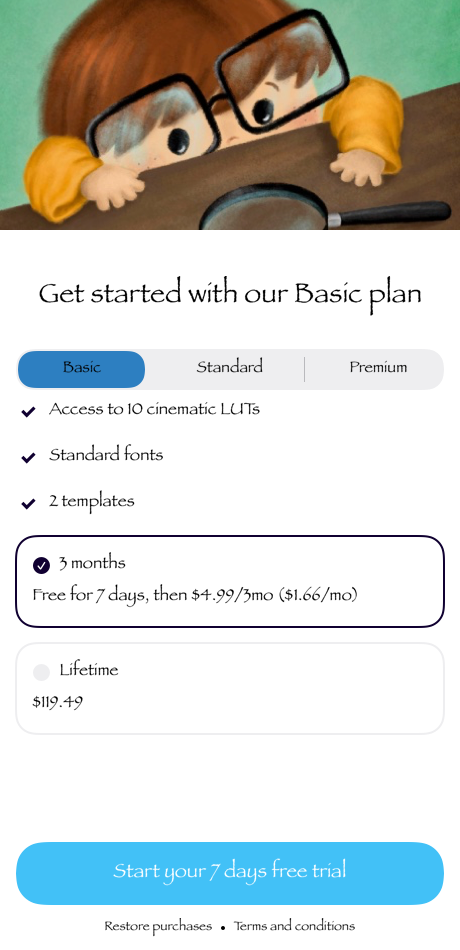 Get started with our Basic plan
Basic Standard Premium
Access to 10 cinematic LUTs
Standard fonts
2 templates
3 months
Free for 7 days, then $4.99/3mo ($1.66/mo)
Lifetime
$119.49
Start your 7 days free trial
Restore purchases • Terms and conditions